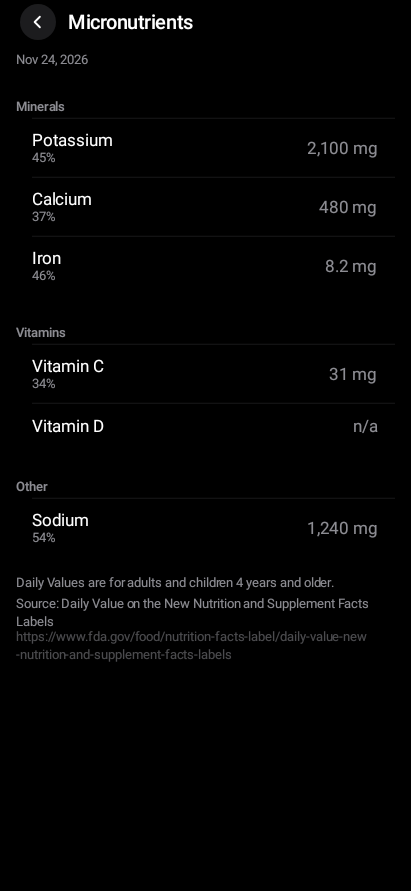 Micronutrients
Nov 24, 2026
Minerals
Potassium
45%
2,100 mg
Calcium
37%
480 mg
Iron
46%
8.2 mg
Vitamins
Vitamin C
34%
31 mg
Vitamin D
n/a
Other
Sodium
54%
1,240 mg
Daily Values are for adults and children 4 years and older.
Source: Daily Value on the New Nutrition and Supplement Facts
Labels
https://www.fda.gov/food/nutrition-facts-label/daily-value-new
-nutrition-and-supplement-facts-labels